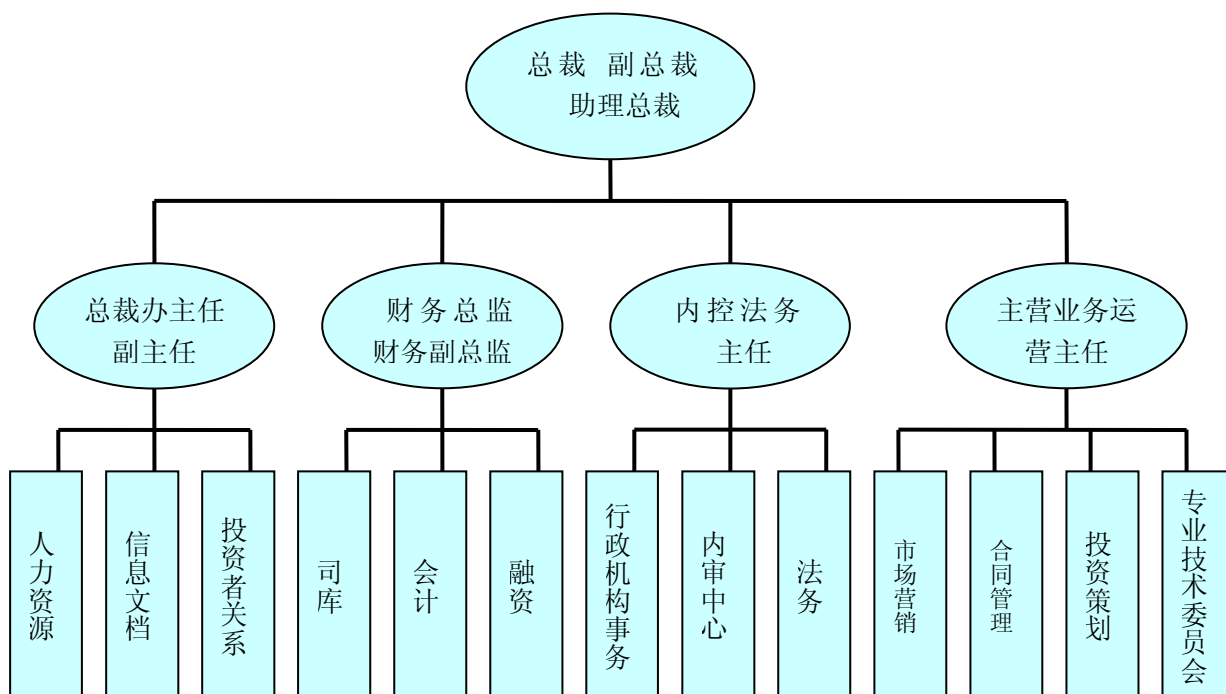 总裁 副总裁
助理总裁
总裁办主任
副主任
财务总监
财务副总监
内控法务
主任
主营业务运
营主任
人力资源
信息文档
投资者关系
司库
会计
融资
行政机构事务
内审中心
法务
市场营销
合同管理
投资策划
专业技术委员会